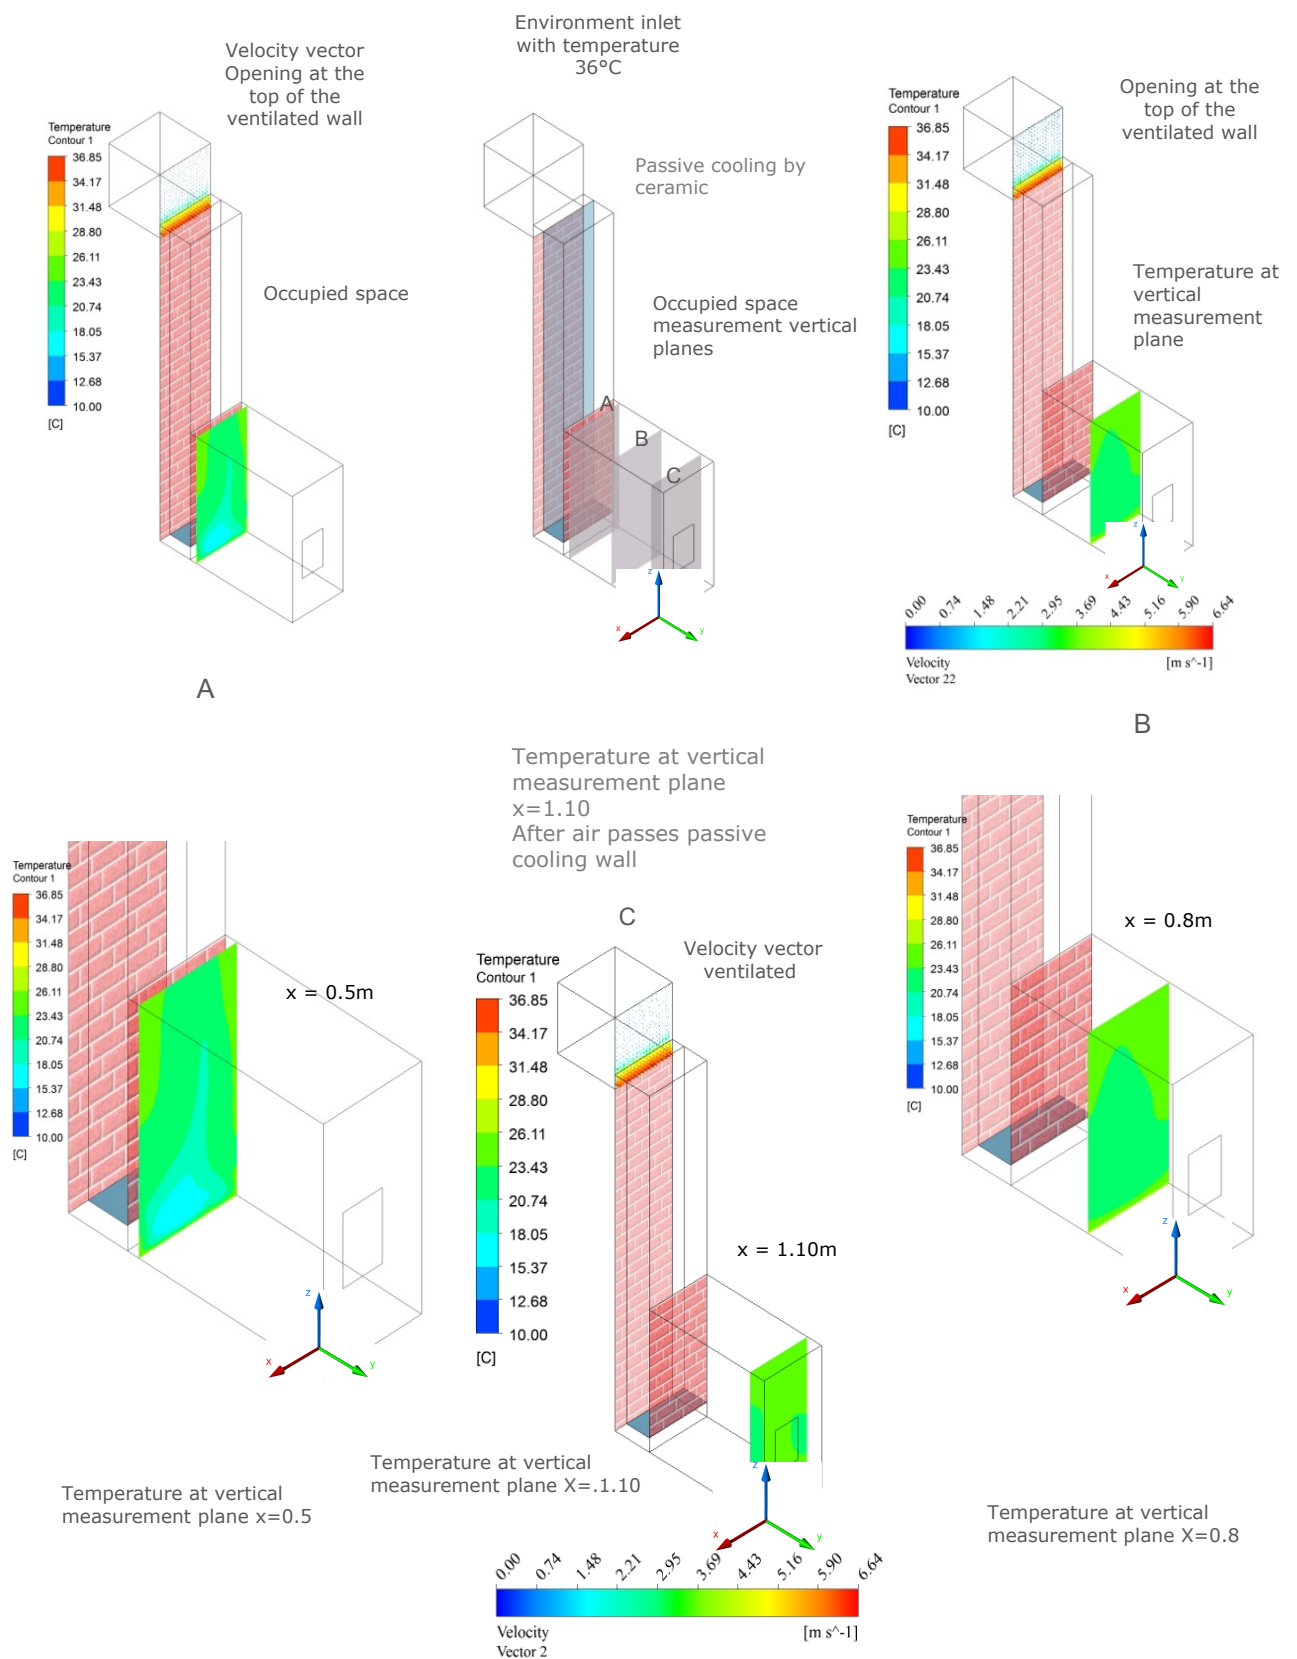 Environment inlet
with temperature
36°C
Velocity vector
Opening at the
top of the
ventilated wall
Temperature
Contour 1
36.85
34.17
31.48
28.80
26.11
23.43
20.74
18.05
15.37
12.68
10.00
[C]
Occupied space
A
Passive cooling by
ceramic
Occupied space
measurement vertical
planes
A
B
C
z
x
y
Temperature
Contour 1
36.85
34.17
31.48
28.80
26.11
23.43
20.74
18.05
15.37
12.68
10.00
[C]
Opening at the
top of the
ventilated wall
Temperature at
vertical
measurement
plane
z
x
y
0.00 0.74 1.48 2.21 2.95 3.69 4.43 5.16 5.90 6.64
Velocity
Vector 22
[m s^-1]
B
Temperature at vertical
measurement plane
x=1.10
After air passes passive
cooling wall
C
Temperature
Contour 1
36.85
34.17
31.48
28.80
26.11
23.43
20.74
18.05
15.37
12.68
10.00
[C]
x = 0.5m
z
x
y
Temperature at vertical
measurement plane x=0.5
Temperature
Contour 1
36.85
34.17
31.48
28.80
26.11
23.43
20.74
18.05
15.37
12.68
10.00
[C]
Velocity vector
ventilated
x = 1.10m
z
x
y
Temperature at vertical
measurement plane X=.1.10
0.00 0.74 1.48 2.21 2.95 3.69 4.43 5.16 5.90 6.64
Velocity
Vector 2
[m s^-1]
Temperature
Contour 1
36.85
34.17
31.48
28.80
26.11
23.43
20.74
18.05
15.37
12.68
10.00
[C]
x = 0.8m
z
x
y
Temperature at vertical
measurement plane X=0.8